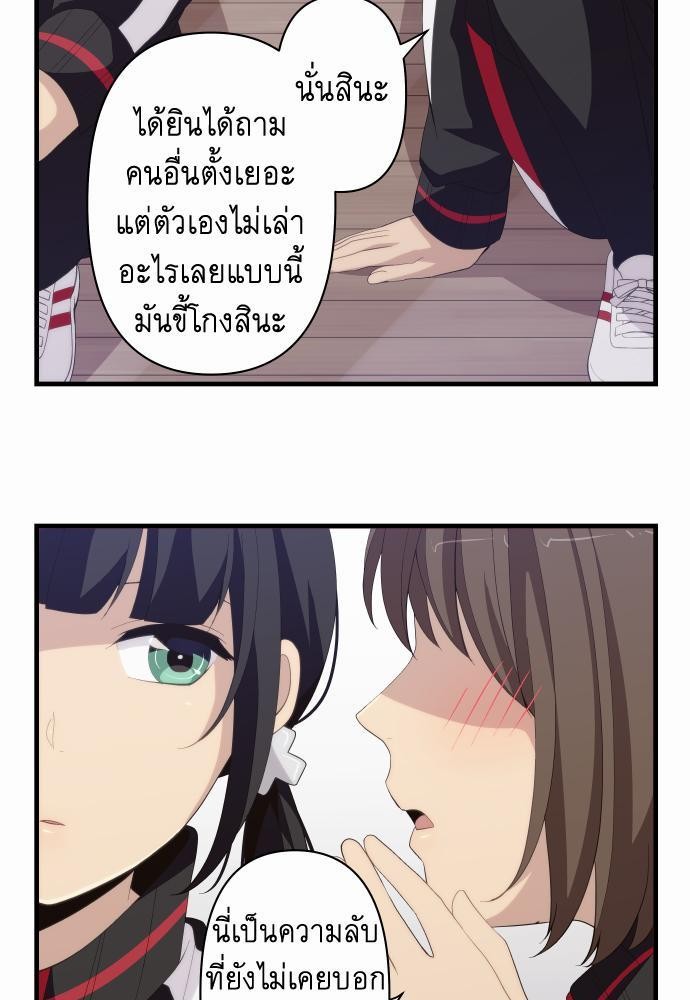 นั่นสินะ
ได้ยินได้ถาม
คนอื่นตั้งเยอะ
แต่ตัวเองไม่เล่า
อะไรเลยแบบนี้
มันขี้โกงสินะ
นี่เป็นความลับ
ที่ยังไม่เคยบอก